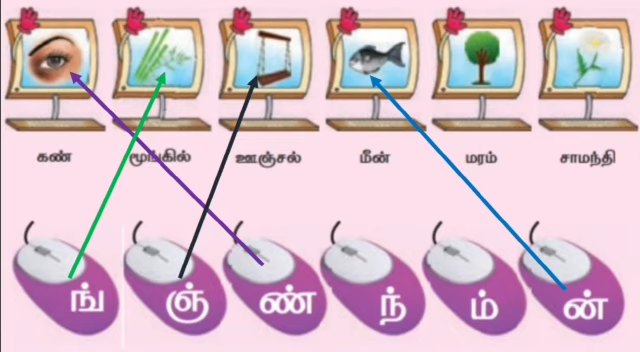 கண் மூங்கில் ஊஞ்சல் மீன் மரம் சாமந்தி
ங் ஞ் ண் ந் ம் ன்